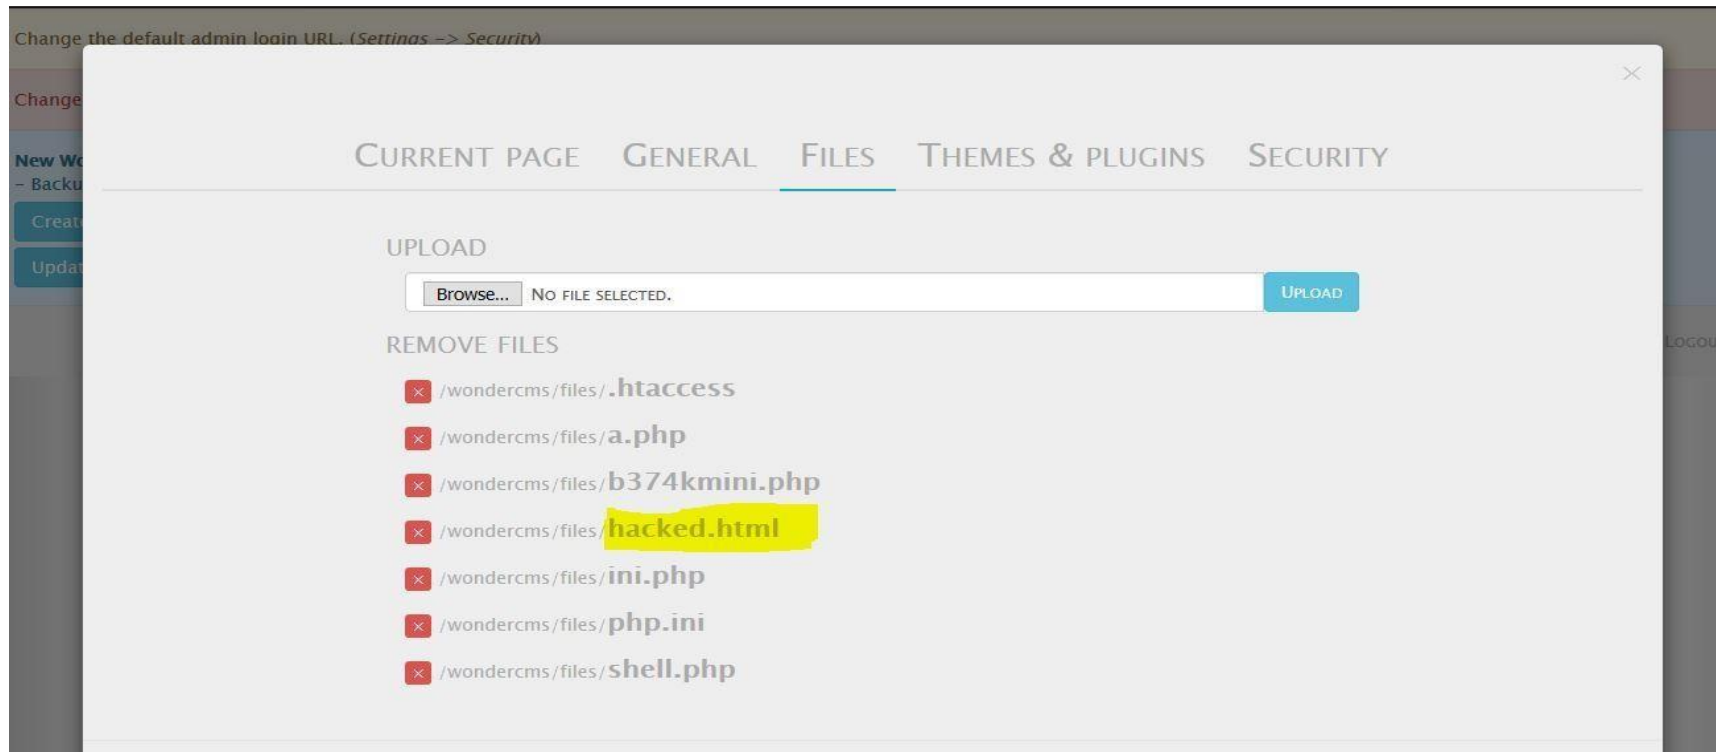 Change the default admin login URL. (Settings -> Security)
×
Change
New Wo
CURRENT PAGE GENERAL FILES THEMES & PLUGINS SECURITY
- Backu
Create
UPLOAD
Updat
Browse... NO FILE SELECTED. UPLOAD
REMOVE FILES
LOGOU
× /wondercms/files/.htaccess
× /wondercms/files/a.php
× /wondercms/files/b374kmini.php
× /wondercms/files/hacked.html
× /wondercms/files/ini.php
× /wondercms/files/php.ini
× /wondercms/files/shell.php